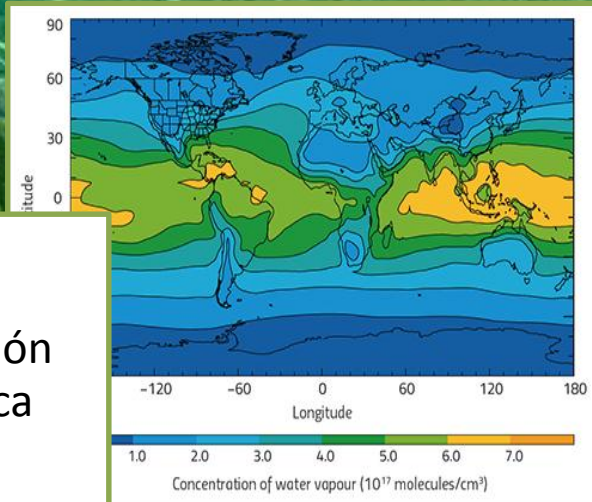 90
60
30
0
itude
-120 -60 0 60 120 180
Longitude
1.0 2.0 3.0 4.0 5.0 6.0 7.0
Concentration of water vapour (10¹⁷ molecules/cm³)
ón
ca